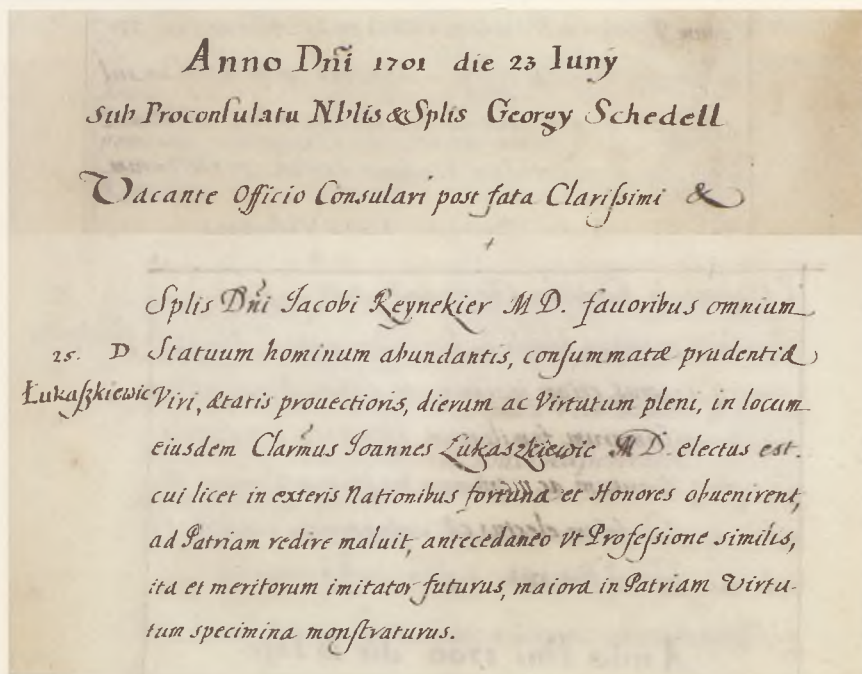 Anno Dn̄i 1701 die 23 Iuny
sub Proconſulatu Nblis & Splis Georgy Schedell
Vacante Officio Consulari post fata Clariſsimi &
Splis Dn̄i Jacobi Reynekier M D. fauoribus omnium
Statuum hominum abundantis, conſummatæ prudentiæ
25. D
Łukaſzkiewic
Viri, ætatis prouectioris, dierum ac Virtutum pleni, in locum
eiusdem Clarmus Joannes Łukaszkiewic M D. electus est.
cui licet in exteris Nationibus fortuna et Honores obuenirent,
ad Patriam redire maluit, antecedaneo vt Profeſsione similis,
ita et meritorum imitator futurus, maiora in Patriam Virtu-
tum specimina monſtraturus.